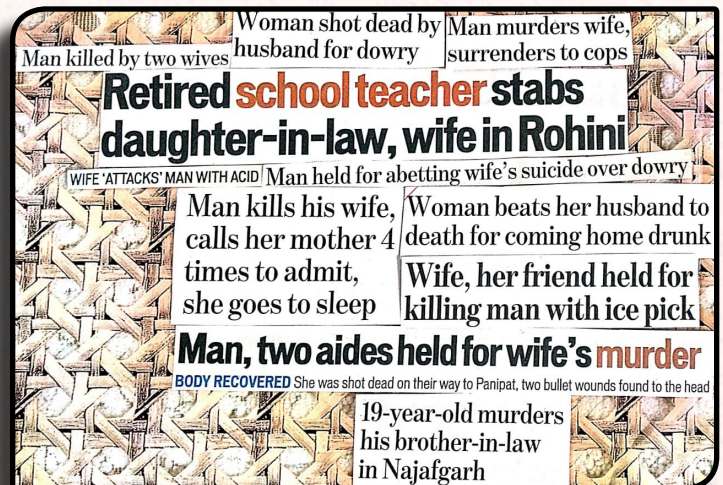 Man killed by two wives
Woman shot dead by
husband for dowry
Man murders wife,
surrenders to cops
Retired school teacher stabs
daughter-in-law, wife in Rohini
WIFE 'ATTACKS' MAN WITH ACID
Man held for abetting wife's suicide over dowry
Man kills his wife,
calls her mother 4
times to admit,
she goes to sleep
Woman beats her husband to
death for coming home drunk
Wife, her friend held for
killing man with ice pick
Man, two aides held for wife's murder
BODY RECOVERED She was shot dead on their way to Panipat, two bullet wounds found to the head
19-year-old murders
his brother-in-law
in Najafgarh